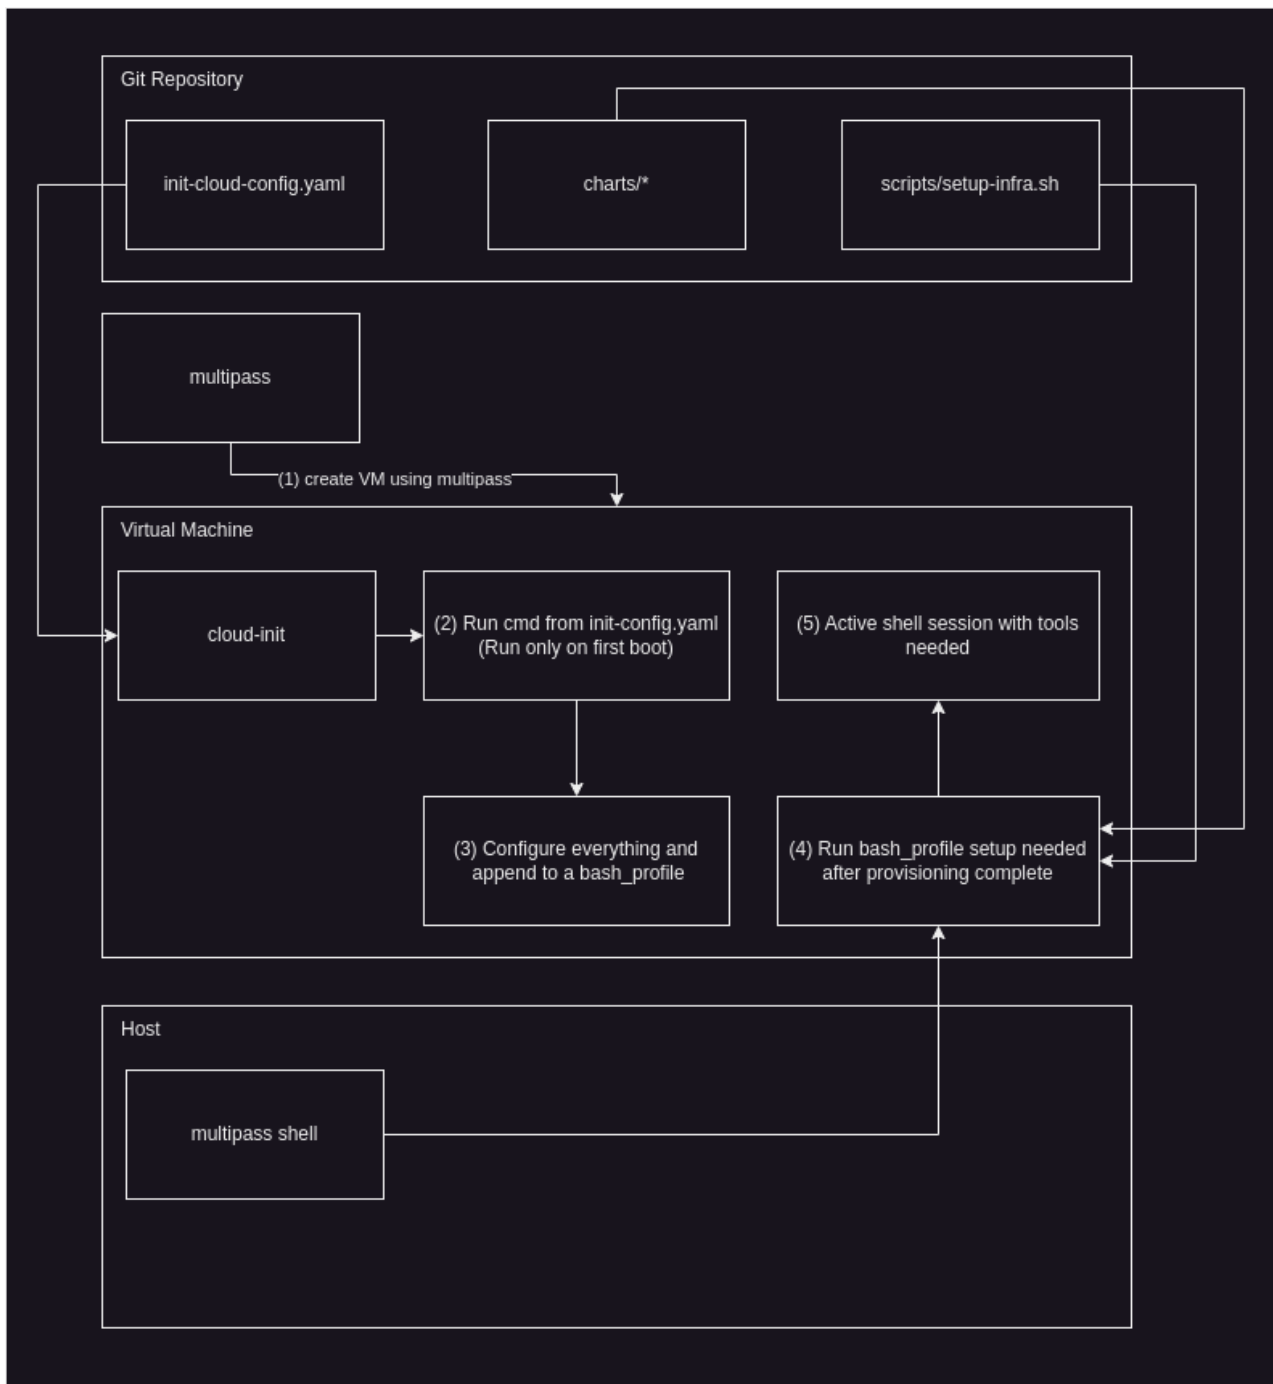 Git Repository
init-cloud-config.yaml
charts/*
scripts/setup-infra.sh
multipass
(1) create VM using multipass
Virtual Machine
cloud-init
(2) Run cmd from init-config.yaml
(Run only on first boot)
(5) Active shell session with tools
needed
(3) Configure everything and
append to a bash_profile
(4) Run bash_profile setup needed
after provisioning complete
Host
multipass shell